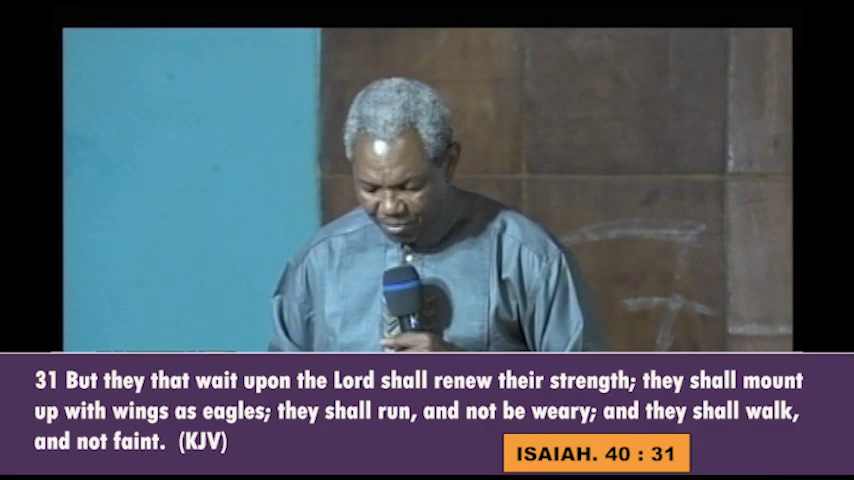 31 But they that wait upon the Lord shall renew their strength; they shall mount
up with wings as eagles; they shall run, and not be weary; and they shall walk,
and not faint.  (KJV)
ISAIAH. 40 : 31